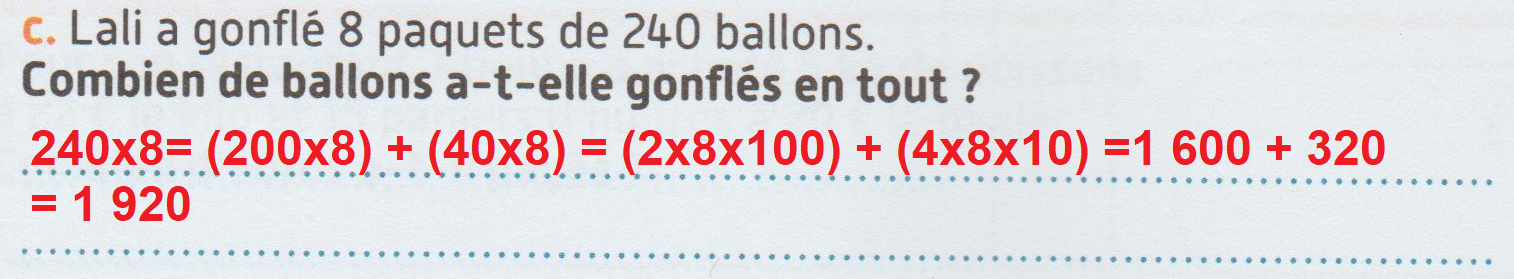 c. Lali a gonflé 8 paquets de 240 ballons.
Combien de ballons a-t-elle gonflés en tout ?
240x8= (200x8) + (40x8) = (2x8x100) + (4x8x10) =1 600 + 320
= 1 920